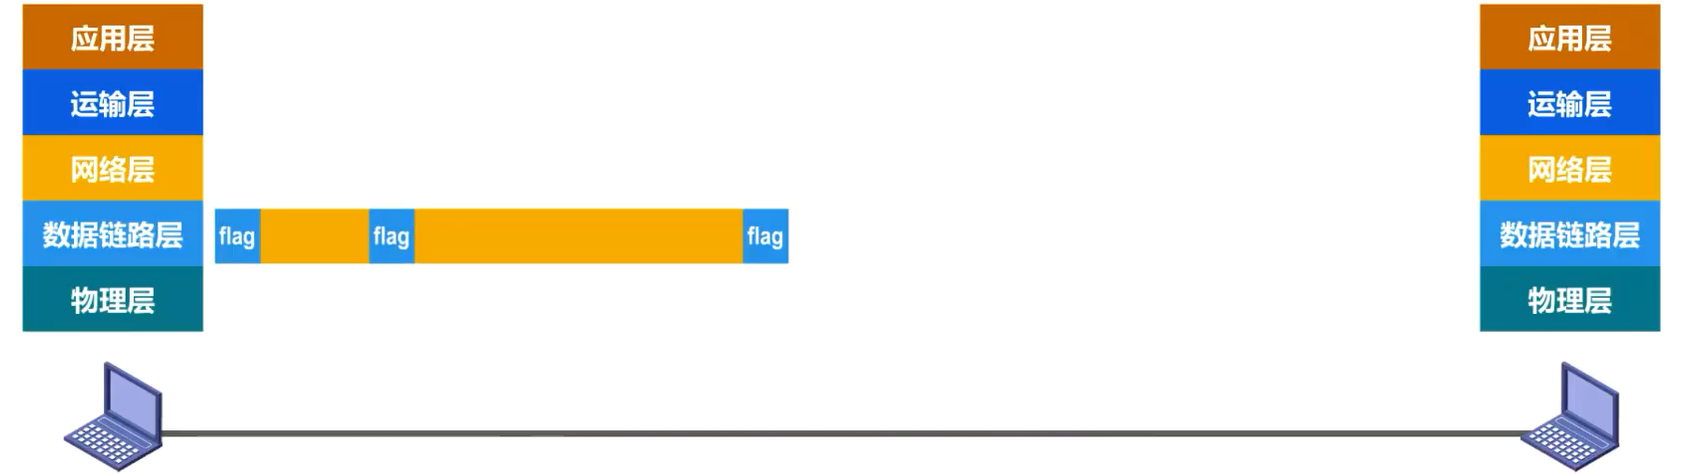 应用层
运输层
网络层
数据链路层
物理层
flag
flag
flag
应用层
运输层
网络层
数据链路层
物理层